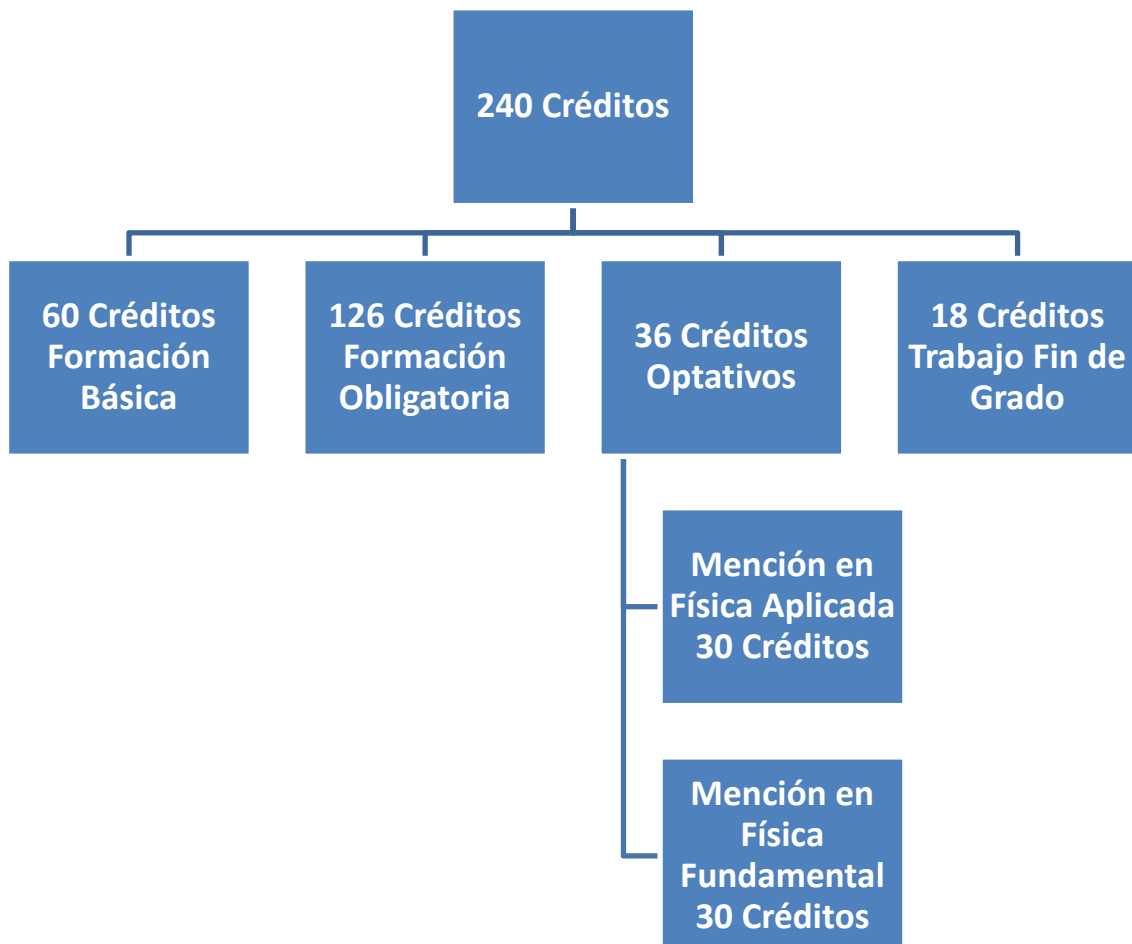 240 Créditos
60 Créditos
Formación
Básica
126 Créditos
Formación
Obligatoria
36 Créditos
Optativos
18 Créditos
Trabajo Fin de
Grado
Mención en
Física Aplicada
30 Créditos
Mención en
Física
Fundamental
30 Créditos